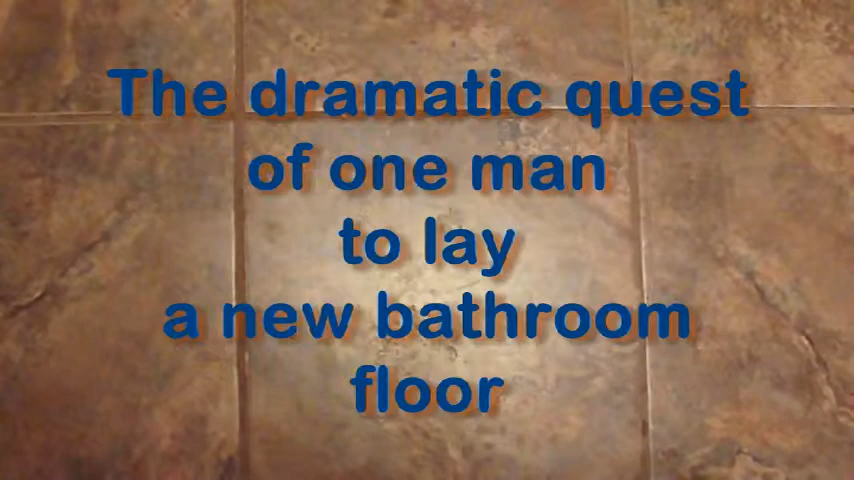 The dramatic quest
of one man
to lay
a new bathroom
floor